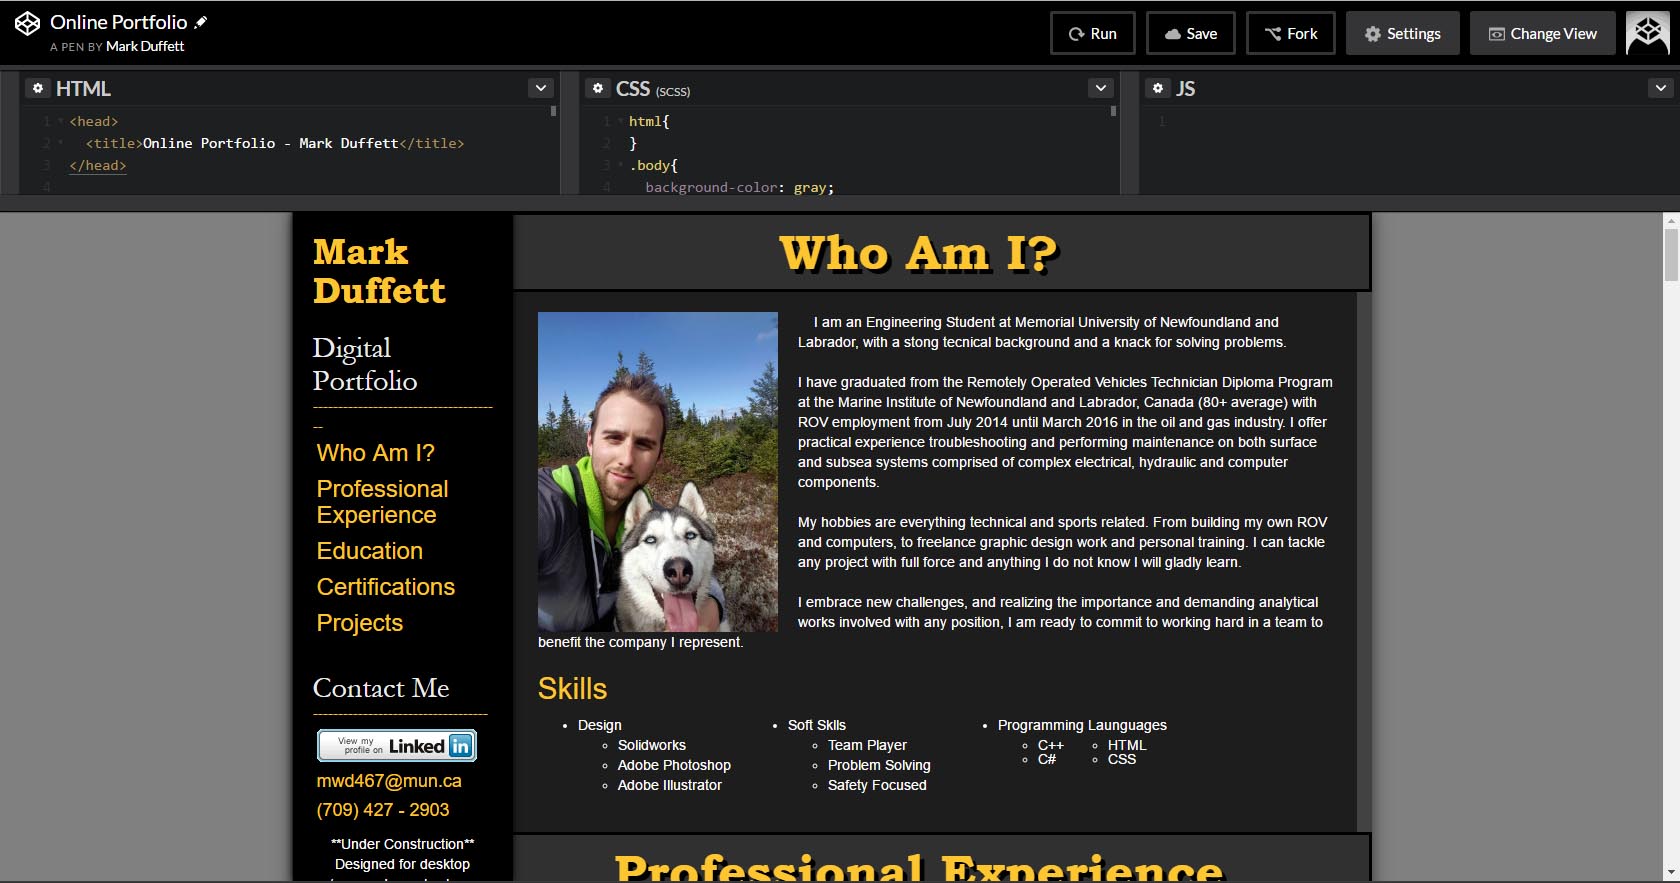 Online Portfolio
A PEN BY Mark Duffett
Run
Save
Fork
Settings
Change View
HTML
1 <head>
2 <title>Online Portfolio - Mark Duffett</title>
3 </head>
4
CSS (SCSS)
1 html{
2 }
3 .body{
4 background-color: gray;
JS
1
Mark
Duffett
Digital
Portfolio
------------------------------------
--
Who Am I?
Professional
Experience
Education
Certifications
Projects
Contact Me
-----------------------------------
View my
profile on Linked in
mwd467@mun.ca
(709) 427 - 2903
**Under Construction**
Designed for desktop
Who Am I?
I am an Engineering Student at Memorial University of Newfoundland and
Labrador, with a stong tecnical background and a knack for solving problems.
I have graduated from the Remotely Operated Vehicles Technician Diploma Program
at the Marine Institute of Newfoundland and Labrador, Canada (80+ average) with
ROV employment from July 2014 until March 2016 in the oil and gas industry. I offer
practical experience troubleshooting and performing maintenance on both surface
and subsea systems comprised of complex electrical, hydraulic and computer
components.
My hobbies are everything technical and sports related. From building my own ROV
and computers, to freelance graphic design work and personal training. I can tackle
any project with full force and anything I do not know I will gladly learn.
I embrace new challenges, and realizing the importance and demanding analytical
works involved with any position, I am ready to commit to working hard in a team to
benefit the company I represent.
Skills
Design
Solidworks
Adobe Photoshop
Adobe Illustrator
Soft Sklls
Team Player
Problem Solving
Safety Focused
Programming Launguages
C++
C#
HTML
CSS
Professional Experience